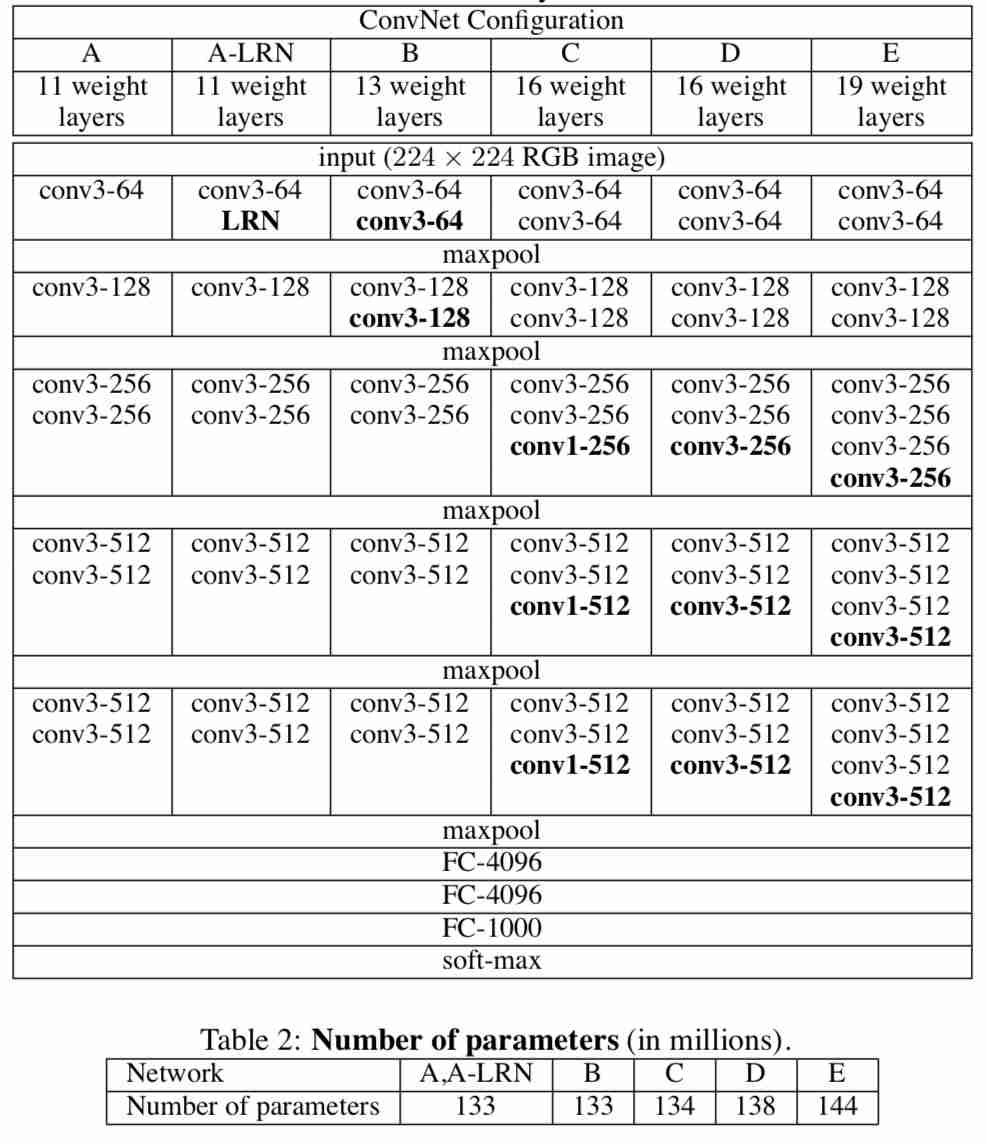 ConvNet Configuration
A A-LRN B C D E
11 weight 11 weight 13 weight 16 weight 16 weight 19 weight
layers layers layers layers layers layers
input (224 × 224 RGB image)
conv3-64 conv3-64 conv3-64 conv3-64 conv3-64 conv3-64
LRN conv3-64 conv3-64 conv3-64 conv3-64
maxpool
conv3-128 conv3-128 conv3-128 conv3-128 conv3-128 conv3-128
conv3-128 conv3-128 conv3-128 conv3-128
maxpool
conv3-256 conv3-256 conv3-256 conv3-256 conv3-256 conv3-256
conv3-256 conv3-256 conv3-256 conv3-256 conv3-256 conv3-256
conv1-256 conv3-256 conv3-256
conv3-256
maxpool
conv3-512 conv3-512 conv3-512 conv3-512 conv3-512 conv3-512
conv3-512 conv3-512 conv3-512 conv3-512 conv3-512 conv3-512
conv1-512 conv3-512 conv3-512
conv3-512
maxpool
conv3-512 conv3-512 conv3-512 conv3-512 conv3-512 conv3-512
conv3-512 conv3-512 conv3-512 conv3-512 conv3-512 conv3-512
conv1-512 conv3-512 conv3-512
conv3-512
maxpool
FC-4096
FC-4096
FC-1000
soft-max
Table 2: Number of parameters (in millions).
Network A,A-LRN B C D E
Number of parameters 133 133 134 138 144